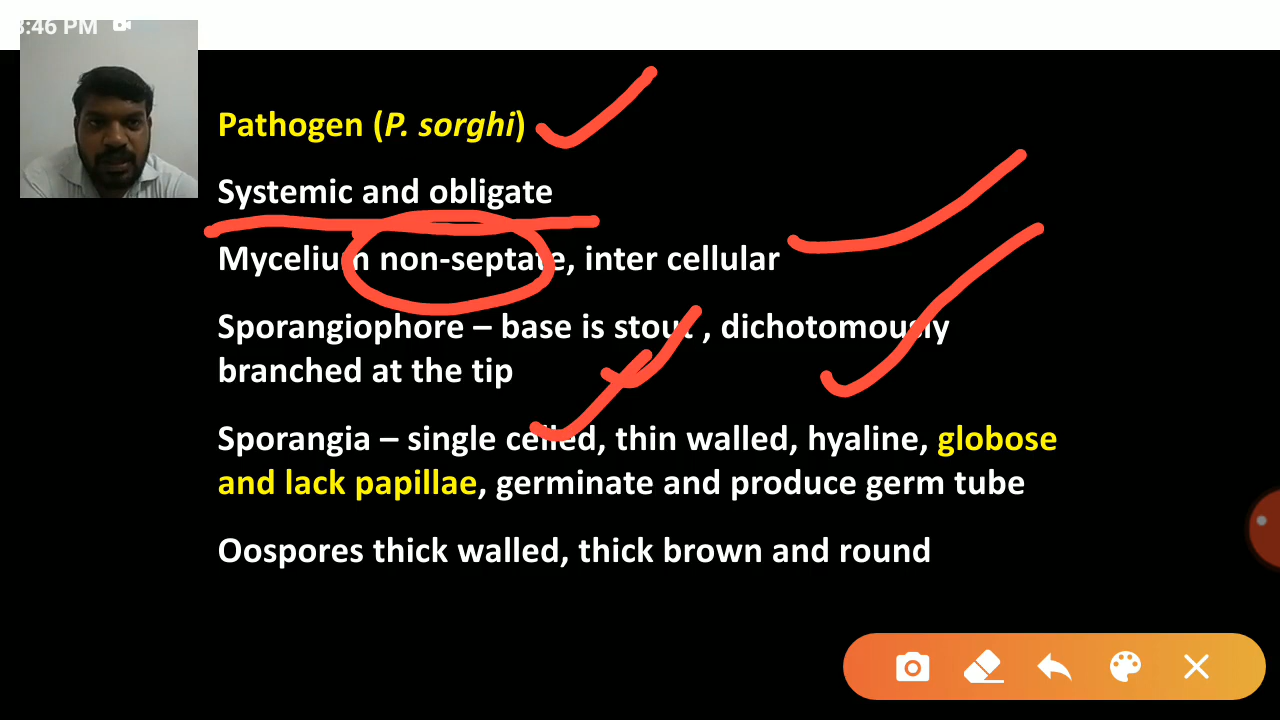 :46 PM
Pathogen (P. sorghi)
Systemic and obligate
Mycelium non-septate, inter cellular
Sporangiophore – base is stout , dichotomously
branched at the tip
Sporangia – single celled, thin walled, hyaline, globose
and lack papillae, germinate and produce germ tube
Oospores thick walled, thick brown and round